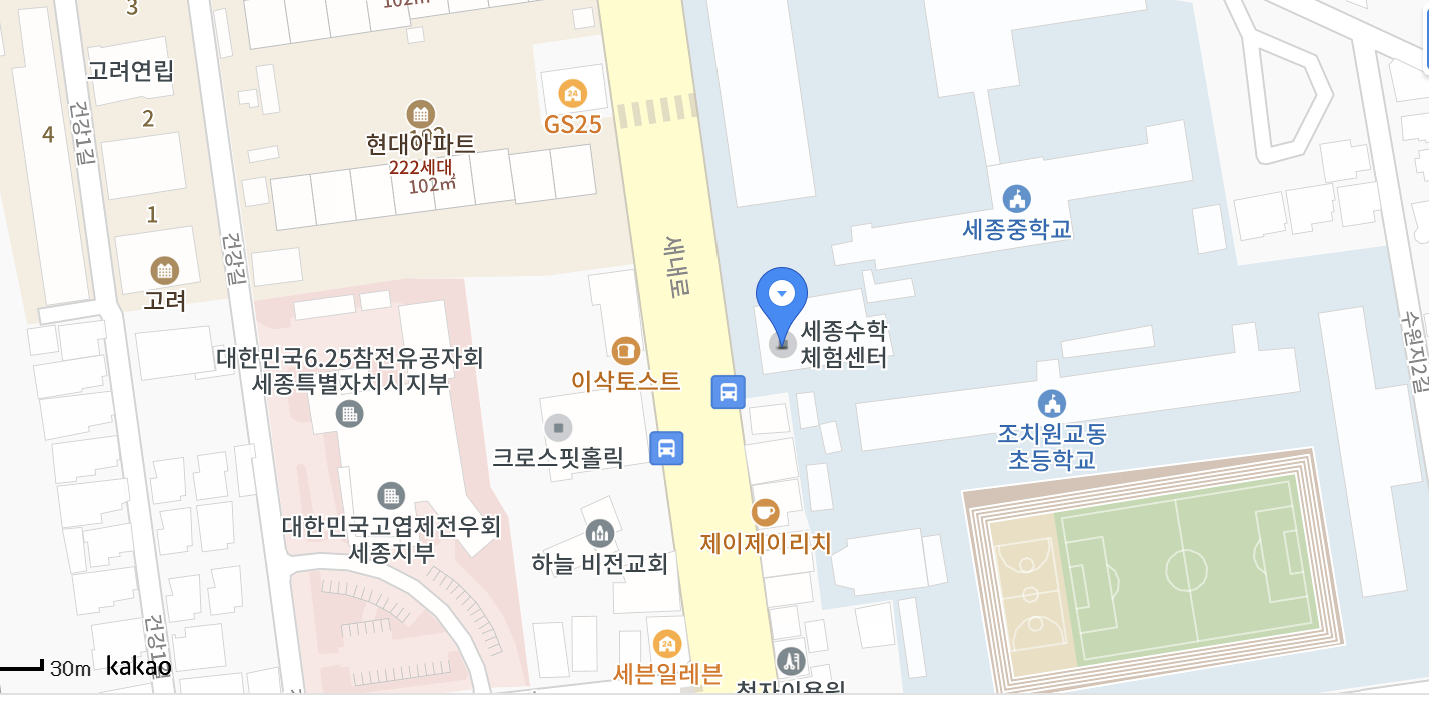 3
102㎡
고려연립
건강1길
2
4
GS25
현대아파트
222세대,
102㎡
1
세종중학교
건강길
새내로
고려
세종수학
체험센터
수원지2길
대한민국6.25참전유공자회
세종특별자치시지부
이삭토스트
조치원교동
초등학교
크로스핏홀릭
대한민국고엽제전우회
세종지부
제이제이리치
하늘 비전교회
건강1길
30m kakao
세븐일레븐